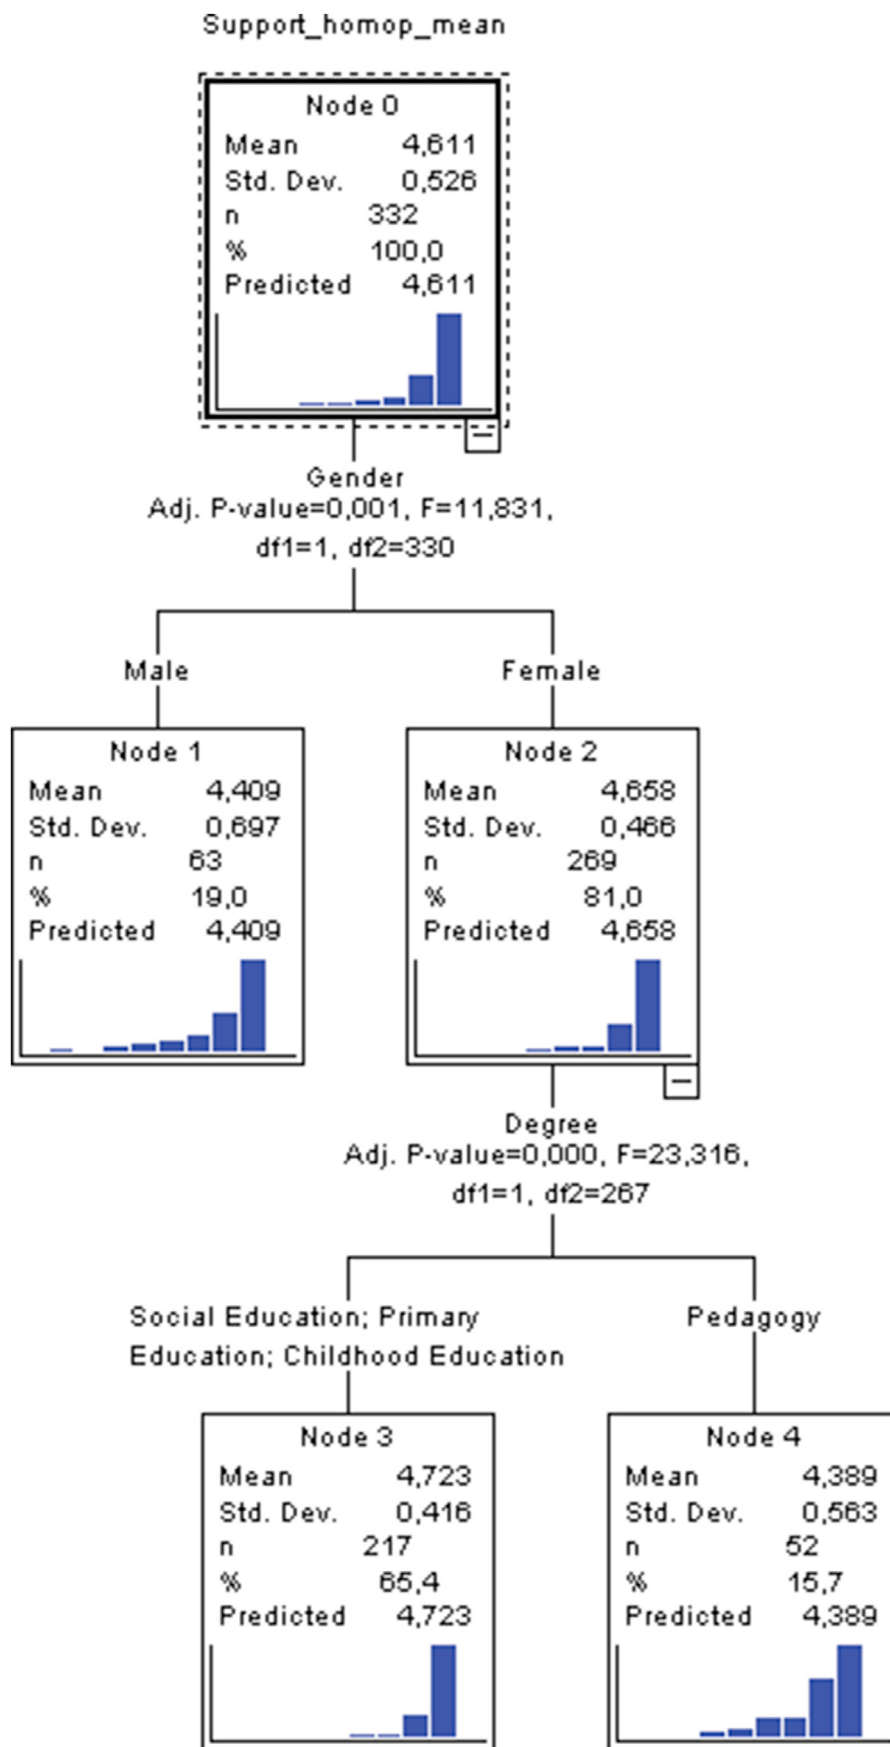 Support_homop_mean
Node 0
Mean 4,611
Std. Dev. 0,526
n 332
% 100,0
Predicted 4,611
Gender
Adj. P-value=0,001, F=11,831,
df1=1, df2=330
Male
Female
Node 1
Mean 4,409
Std. Dev. 0,697
n 63
% 19,0
Predicted 4,409
Node 2
Mean 4,658
Std. Dev. 0,466
n 269
% 81,0
Predicted 4,658
Degree
Adj. P-value=0,000, F=23,316,
df1=1, df2=267
Social Education; Primary
Education; Childhood Education
Pedagogy
Node 3
Mean 4,723
Std. Dev. 0,416
n 217
% 65,4
Predicted 4,723
Node 4
Mean 4,389
Std. Dev. 0,563
n 52
% 15,7
Predicted 4,389